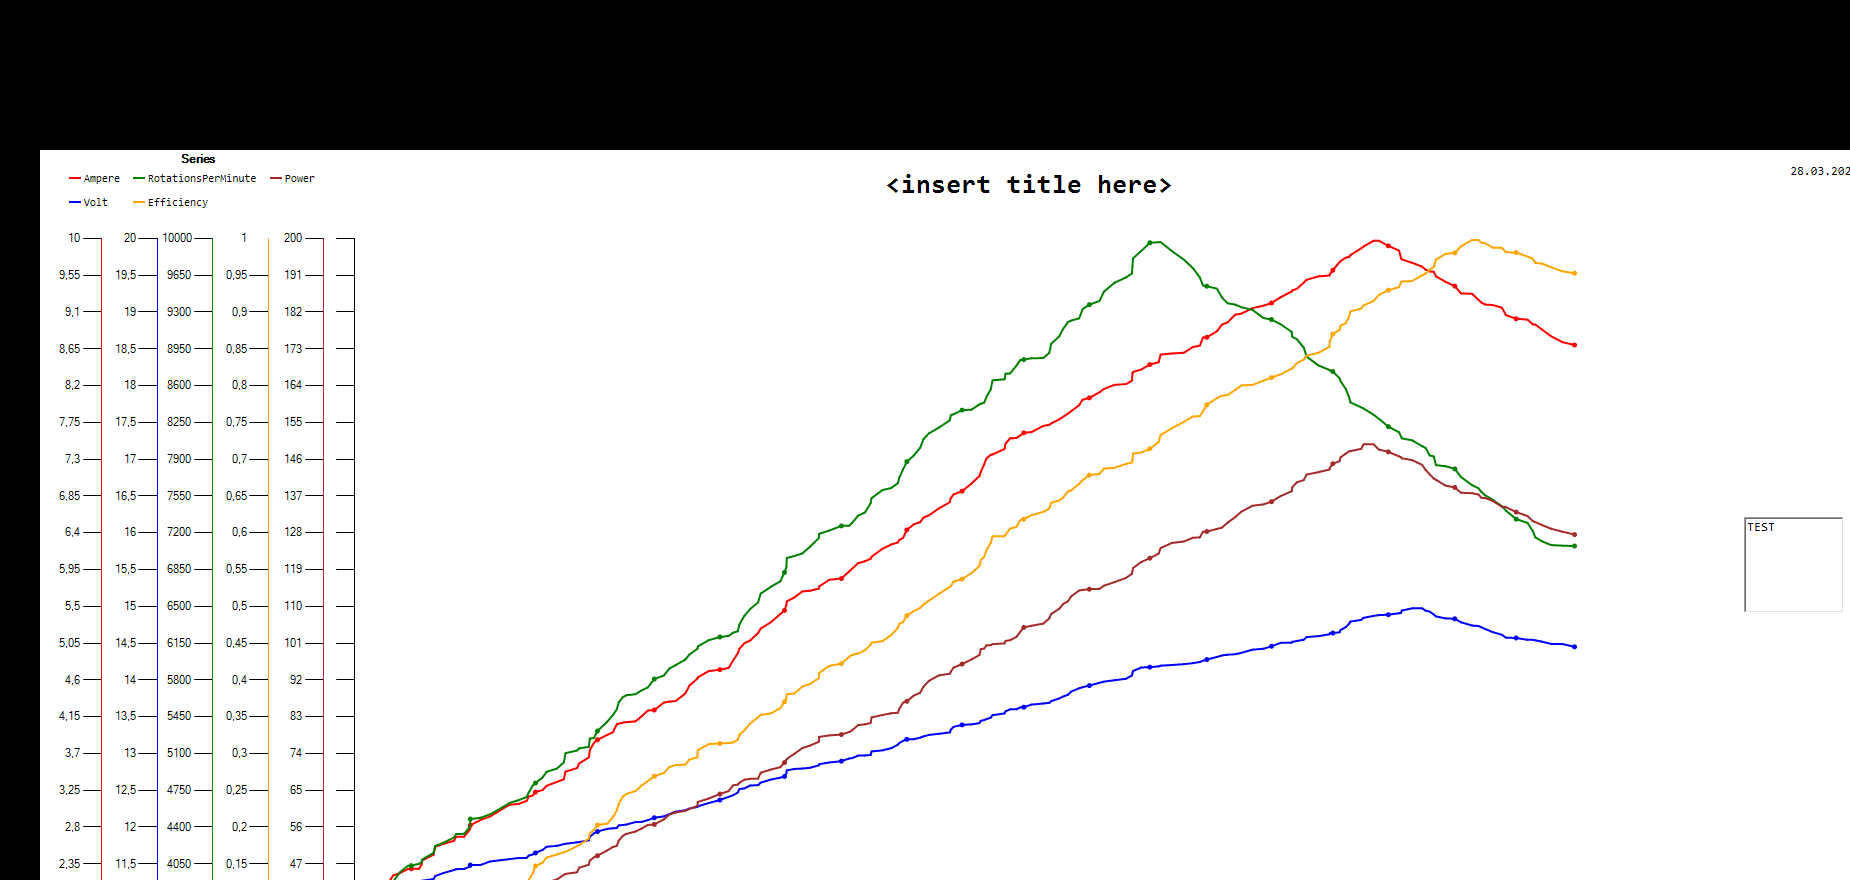 Series
Ampere RotationsPerMinute Power
Volt Efficiency
<insert title here>
28.03.202
10 20 10000 1 200
9,55 19,5 9650 0,95 191
9,1 19 9300 0,9 182
8,65 18,5 8950 0,85 173
8,2 18 8600 0,8 164
7,75 17,5 8250 0,75 155
7,3 17 7900 0,7 146
6,85 16,5 7550 0,65 137
6,4 16 7200 0,6 128
5,95 15,5 6850 0,55 119
5,5 15 6500 0,5 110
5,05 14,5 6150 0,45 101
4,6 14 5800 0,4 92
4,15 13,5 5450 0,35 83
3,7 13 5100 0,3 74
3,25 12,5 4750 0,25 65
2,8 12 4400 0,2 56
2,35 11,5 4050 0,15 47
TEST